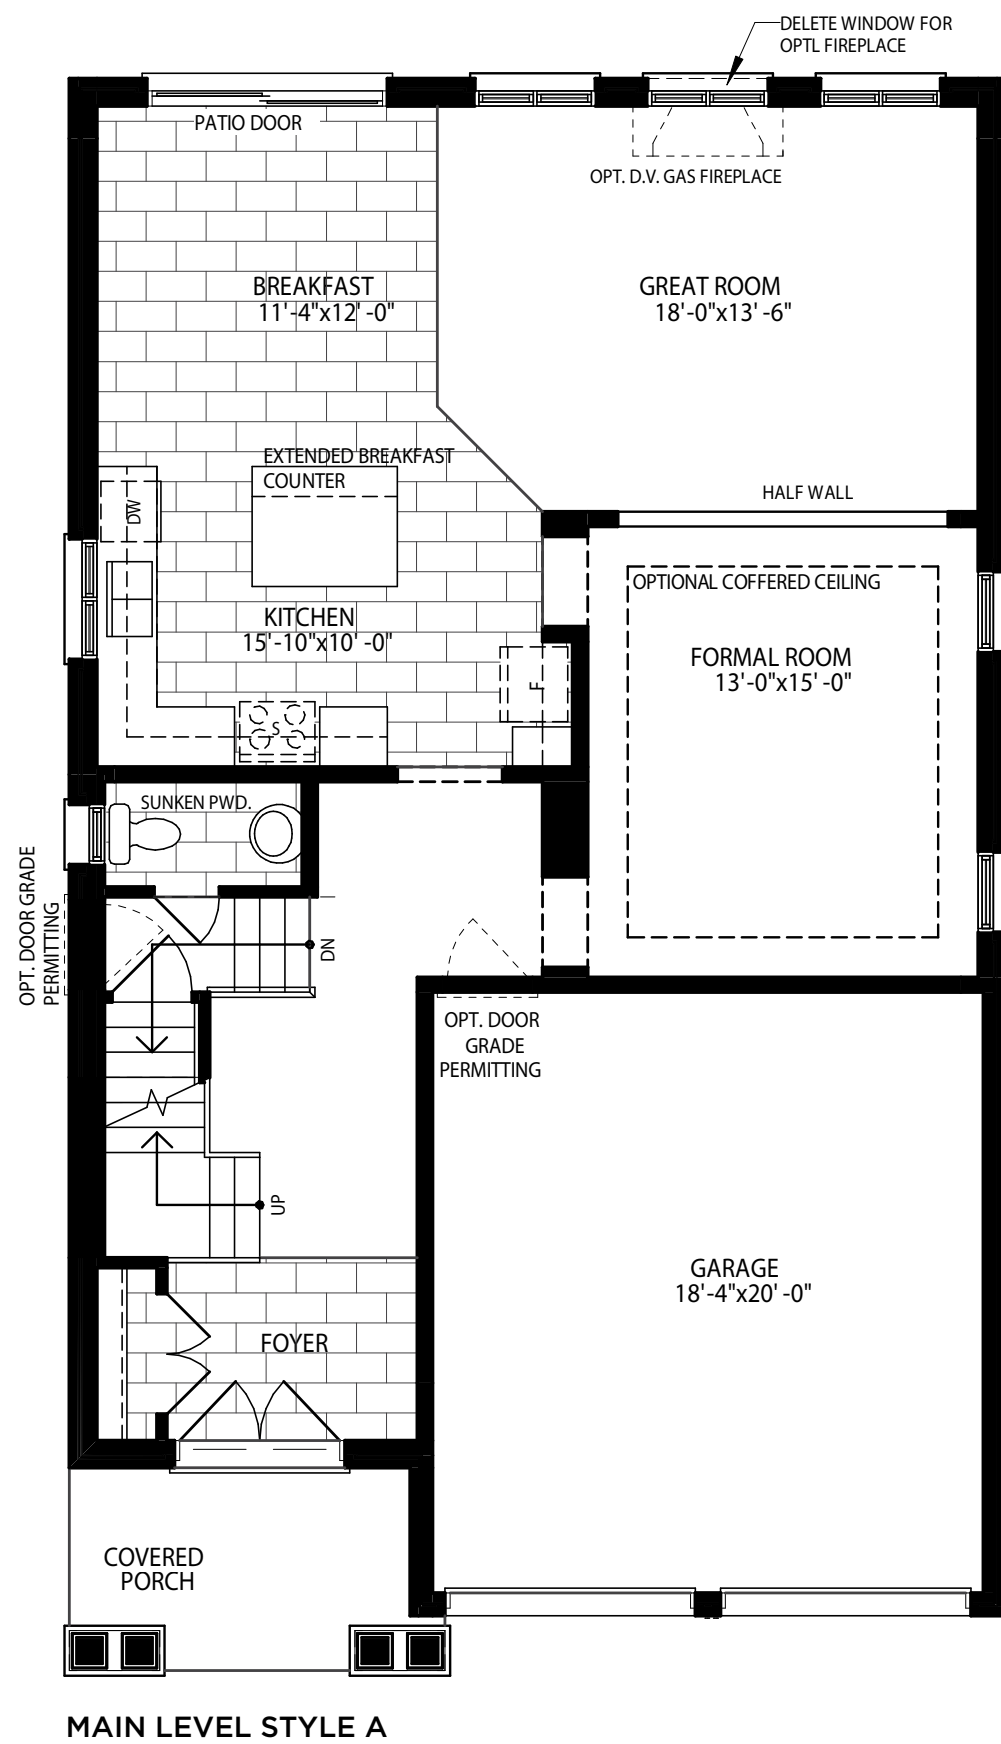 DELETE WINDOW FOR
OPTL FIREPLACE
PATIO DOOR
OPT. D.V. GAS FIREPLACE
BREAKFAST
11'-4"x12'-0"
GREAT ROOM
18'-0"x13'-6"
EXTENDED BREAKFAST
COUNTER
DW
HALF WALL
OPTIONAL COFFERED CEILING
KITCHEN
15'-10"x10'-0"
FORMAL ROOM
13'-0"x15'-0"
F
S
SUNKEN PWD.
OPT. DOOR GRADE
PERMITTING
DN
OPT. DOOR
GRADE
PERMITTING
UP
GARAGE
18'-4"x20'-0"
FOYER
COVERED
PORCH
MAIN LEVEL STYLE A